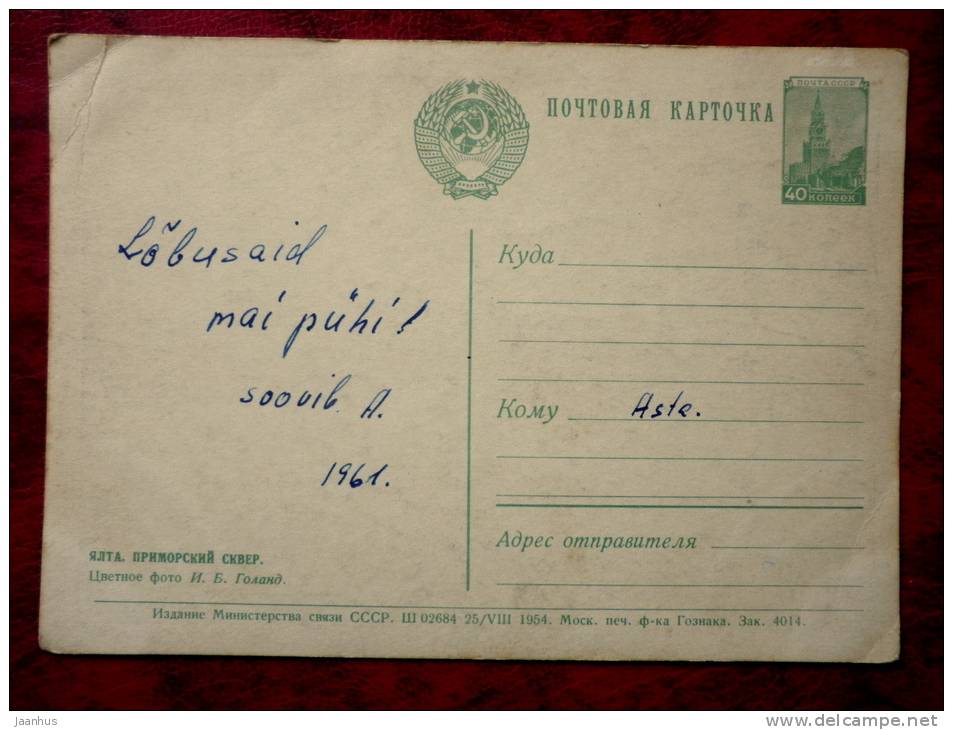 ПОЧТОВАЯ КАРТОЧКА
ПОЧТА СССР
40 КОПЕЕК
Lõbusaid
mai pühi!
soovib A.
1961.
Куда
Кому Asta.
Адрес отправителя
ЯЛТА. ПРИМОРСКИЙ СКВЕР.
Цветное фото И. Б. Голанд.
Издание Министерства связи СССР. Ш 02684 25/VIII 1954. Моск. печ. ф-ка Гознака. Зак. 4014.
Jaanhus
www.delcampe.net